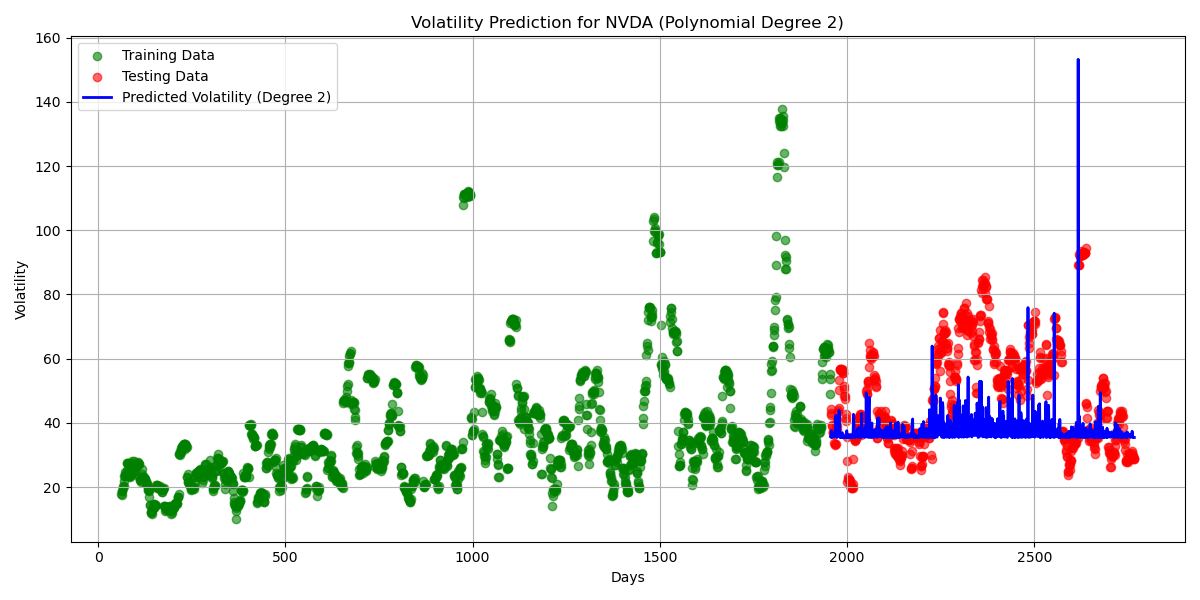 Volatility Prediction for NVDA (Polynomial Degree 2)
Training Data
Testing Data
Predicted Volatility (Degree 2)
160
140
120
100
80
60
40
20
Volatility
0 500 1000 1500 2000 2500
Days